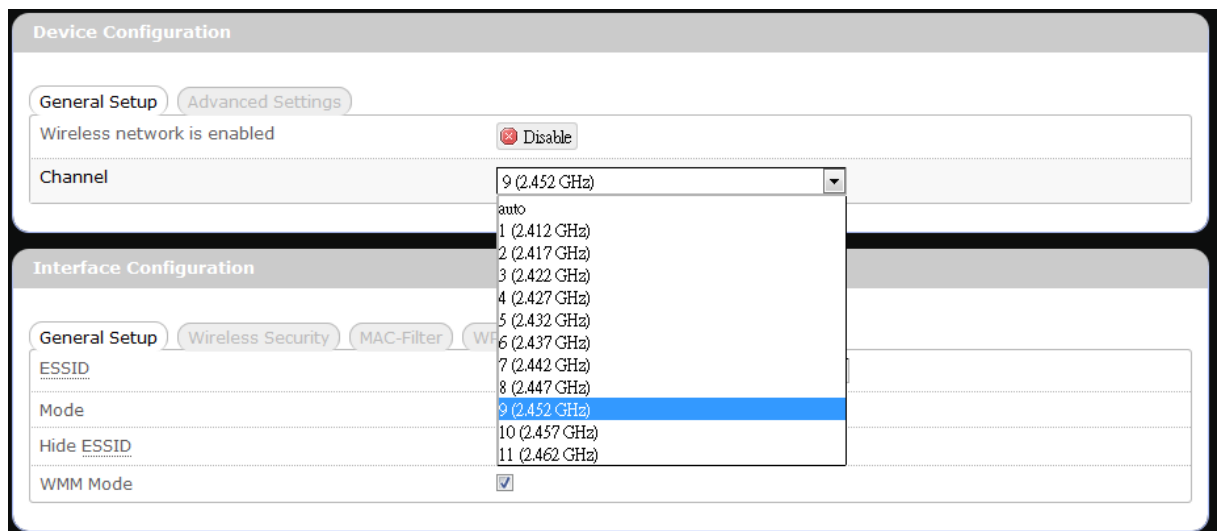 Device Configuration
General Setup
Advanced Settings
Wireless network is enabled
Disable
Channel
9 (2.452 GHz)
auto
1 (2.412 GHz)
2 (2.417 GHz)
3 (2.422 GHz)
4 (2.427 GHz)
5 (2.432 GHz)
6 (2.437 GHz)
7 (2.442 GHz)
8 (2.447 GHz)
9 (2.452 GHz)
10 (2.457 GHz)
11 (2.462 GHz)
Interface Configuration
General Setup
Wireless Security
MAC-Filter
ESSID
Mode
Hide ESSID
WMM Mode